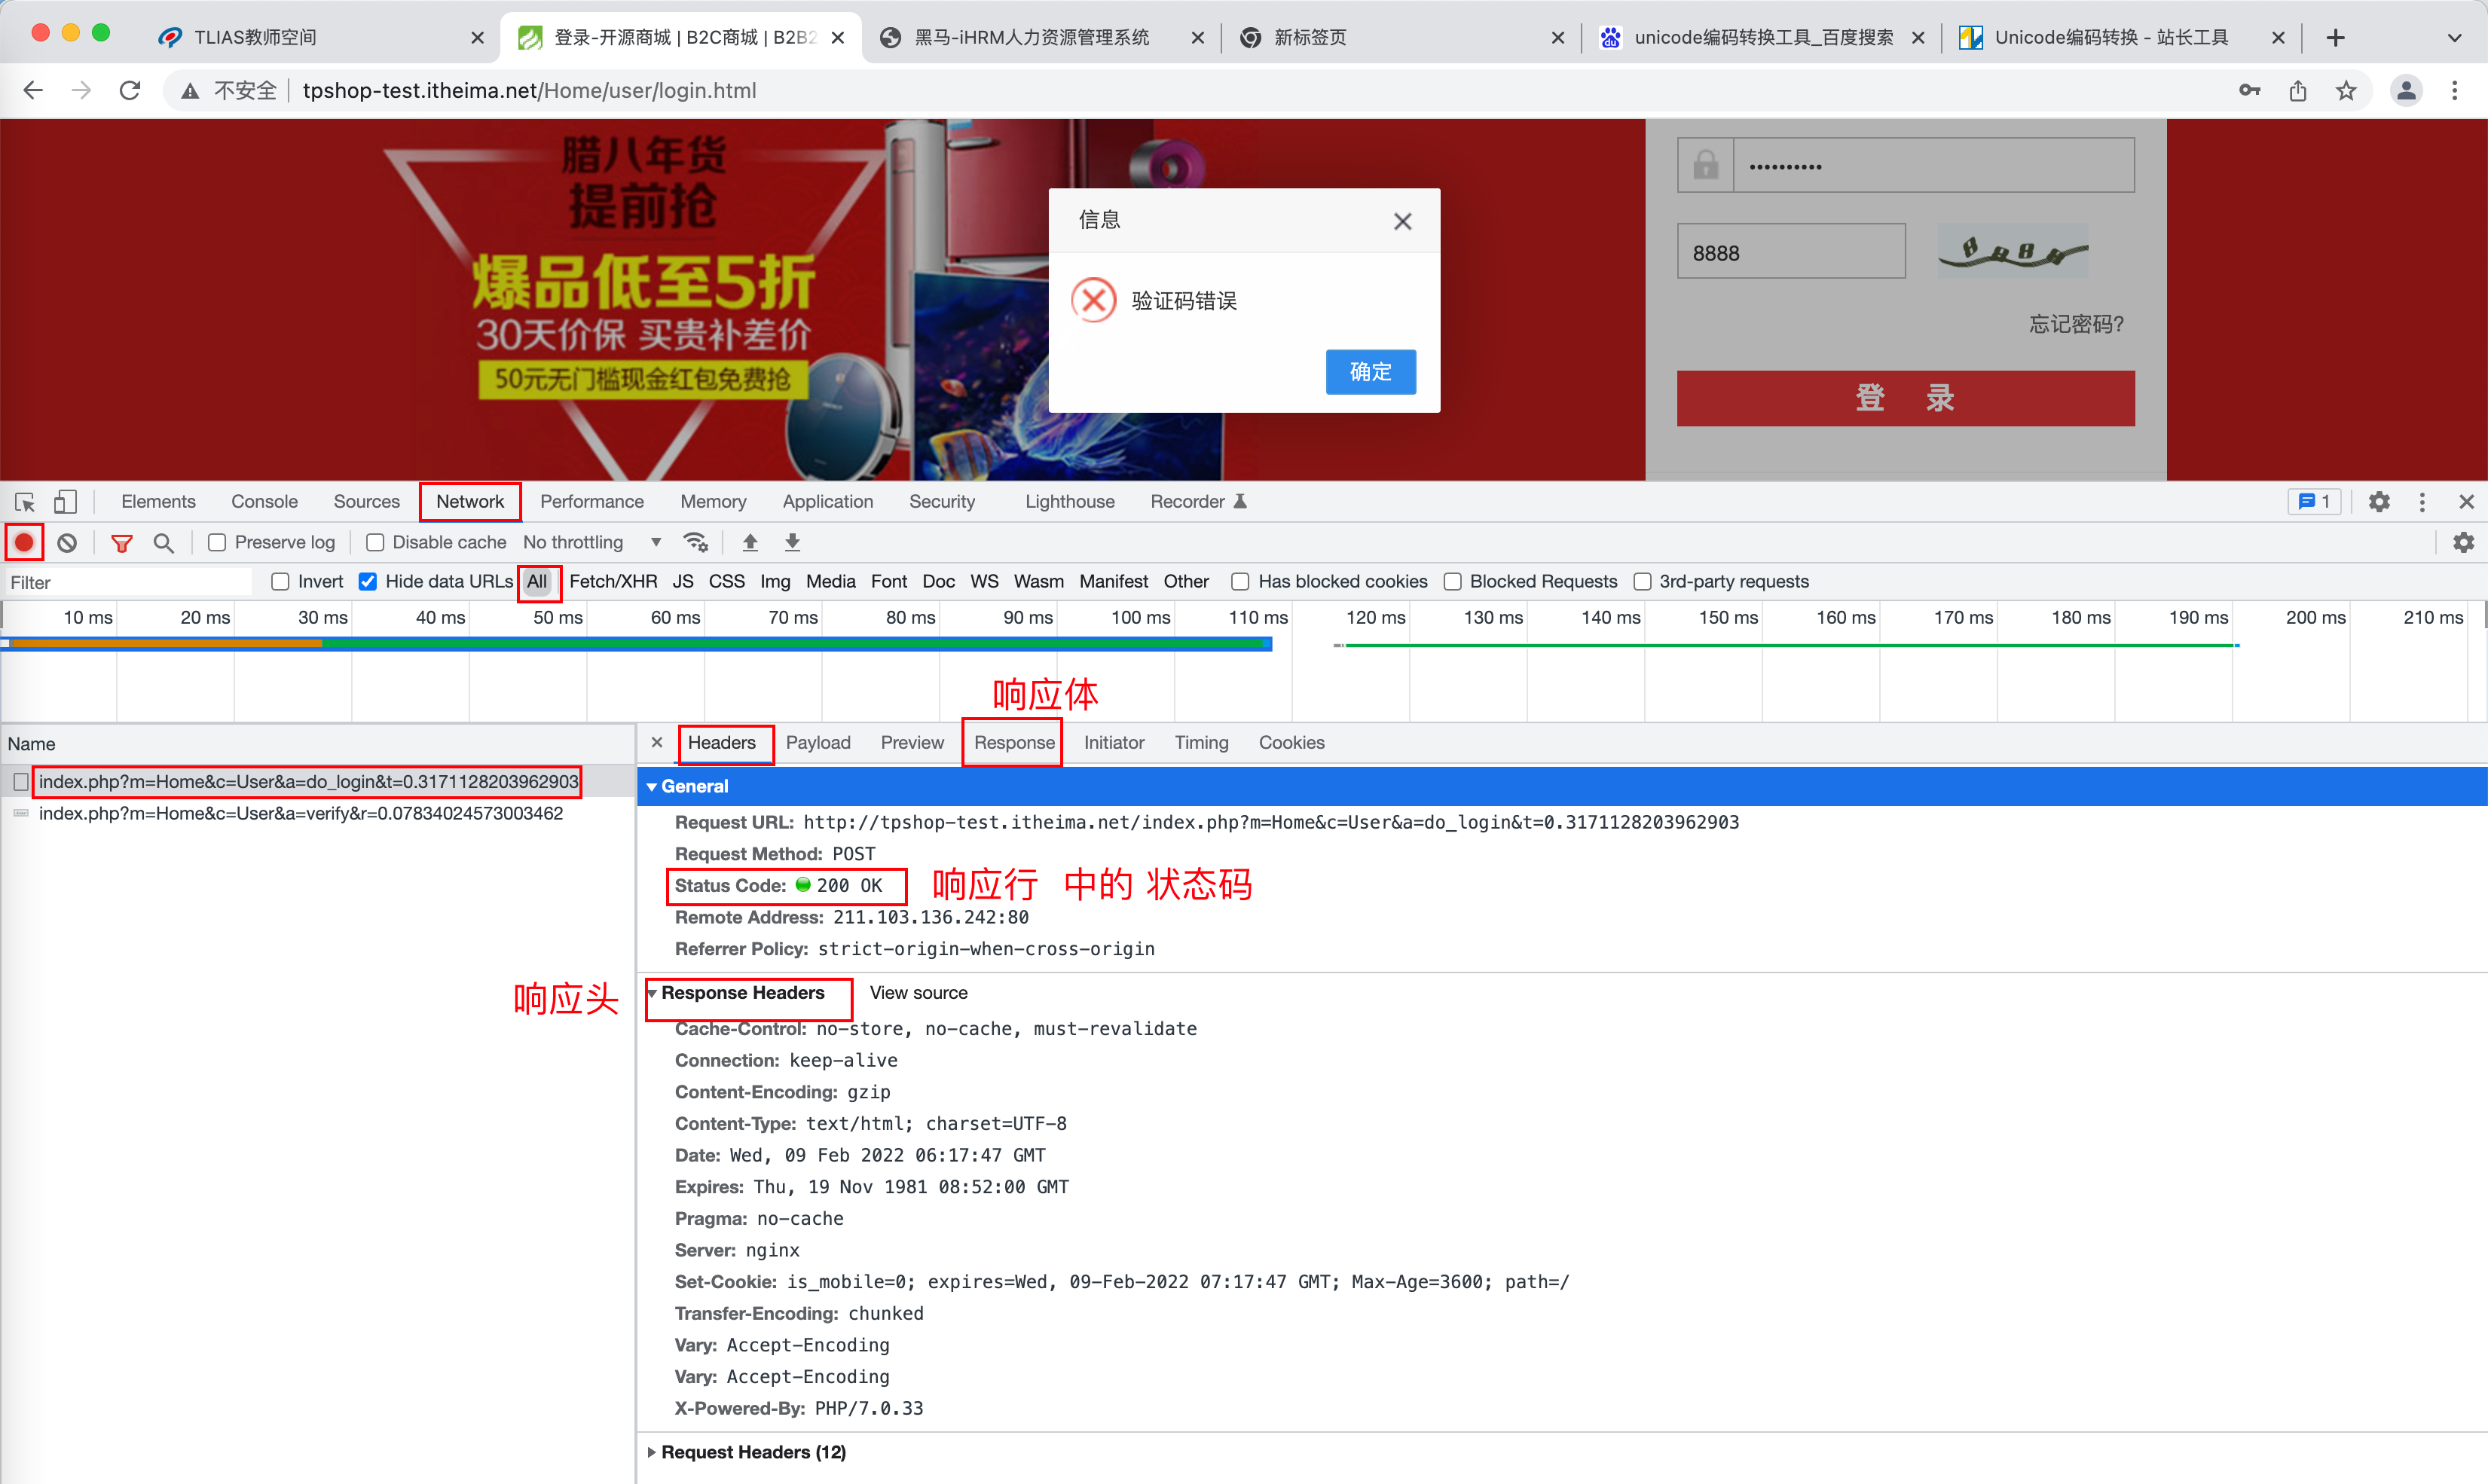 TLIAS教师空间
登录-开源商城 | B2C商城 | B2B2
黑马-iHRM人力资源管理系统
新标签页
unicode编码转换工具_百度搜索
Unicode编码转换 - 站长工具
不安全
tpshop-test.itheima.net/Home/user/login.html
腊八年货
提前抢
爆品低至5折
30天价保 买贵补差价
50元无门槛现金红包免费抢
信息
验证码错误
确定
••••••••••
8888
忘记密码?
登 录
Elements Console Sources Network Performance Memory Application Security Lighthouse Recorder 1
Preserve log Disable cache No throttling
Filter Invert Hide data URLs All Fetch/XHR JS CSS Img Media Font Doc WS Wasm Manifest Other Has blocked cookies Blocked Requests 3rd-party requests
10 ms 20 ms 30 ms 40 ms 50 ms 60 ms 70 ms 80 ms 90 ms 100 ms 110 ms 120 ms 130 ms 140 ms 150 ms 160 ms 170 ms 180 ms 190 ms 200 ms 210 ms
响应体
Name
index.php?m=Home&c=User&a=do_login&t=0.3171128203962903
index.php?m=Home&c=User&a=verify&r=0.07834024573003462
Headers Payload Preview Response Initiator Timing Cookies
General
Request URL: http://tpshop-test.itheima.net/index.php?m=Home&c=User&a=do_login&t=0.3171128203962903
Request Method: POST
Status Code: 200 OK 响应行 中的 状态码
Remote Address: 211.103.136.242:80
Referrer Policy: strict-origin-when-cross-origin
响应头
Response Headers View source
Cache-Control: no-store, no-cache, must-revalidate
Connection: keep-alive
Content-Encoding: gzip
Content-Type: text/html; charset=UTF-8
Date: Wed, 09 Feb 2022 06:17:47 GMT
Expires: Thu, 19 Nov 1981 08:52:00 GMT
Pragma: no-cache
Server: nginx
Set-Cookie: is_mobile=0; expires=Wed, 09-Feb-2022 07:17:47 GMT; Max-Age=3600; path=/
Transfer-Encoding: chunked
Vary: Accept-Encoding
Vary: Accept-Encoding
X-Powered-By: PHP/7.0.33
Request Headers (12)